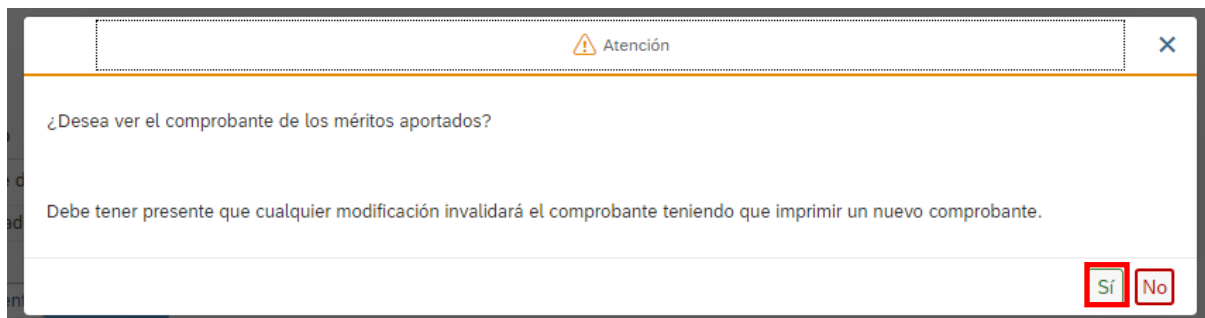 Atención
¿Desea ver el comprobante de los méritos aportados?
Debe tener presente que cualquier modificación invalidará el comprobante teniendo que imprimir un nuevo comprobante.
Sí No